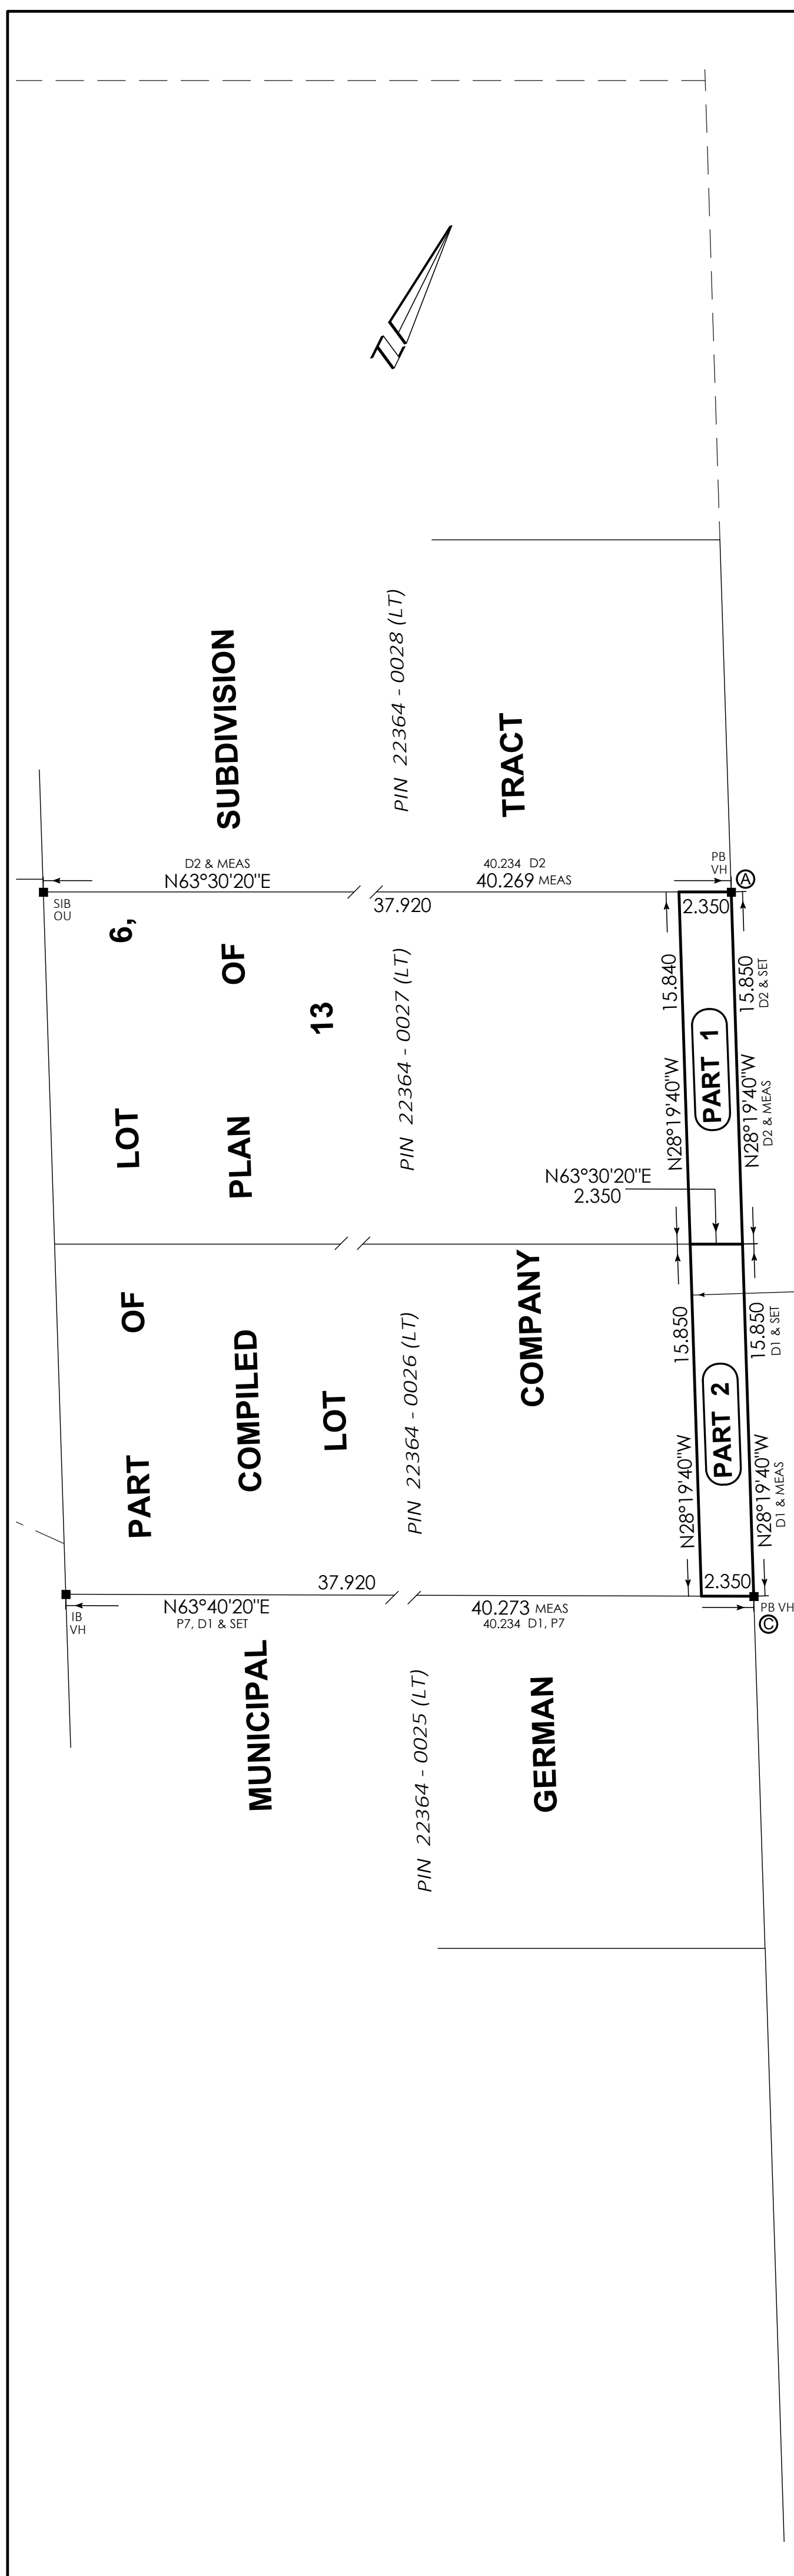 Z
SUBDIVISION
PIN 22364 - 0028 (LT)
TRACT
D2 & MEAS
N63°30'20"E
40.234 D2
40.269 MEAS
PB
VH
A
SIB
OU
37.920
2.350
6,
OF
13
PIN 22364 - 0027 (LT)
15.840
15.850
D2 & SET
PART 1
LOT
PLAN
N28°19'40"W
N28°19'40"W
D2 & MEAS
N63°30'20"E
2.350
OF
COMPILED
LOT
PIN 22364 - 0026 (LT)
COMPANY
15.850
15.850
D1 & SET
PART 2
PART
N28°19'40"W
N28°19'40"W
D1 & MEAS
37.920
2.350
IB
VH
N63°40'20"E
P7, D1 & SET
40.273 MEAS
40.234 D1, P7
PB VH
C
MUNICIPAL
PIN 22364 - 0025 (LT)
GERMAN